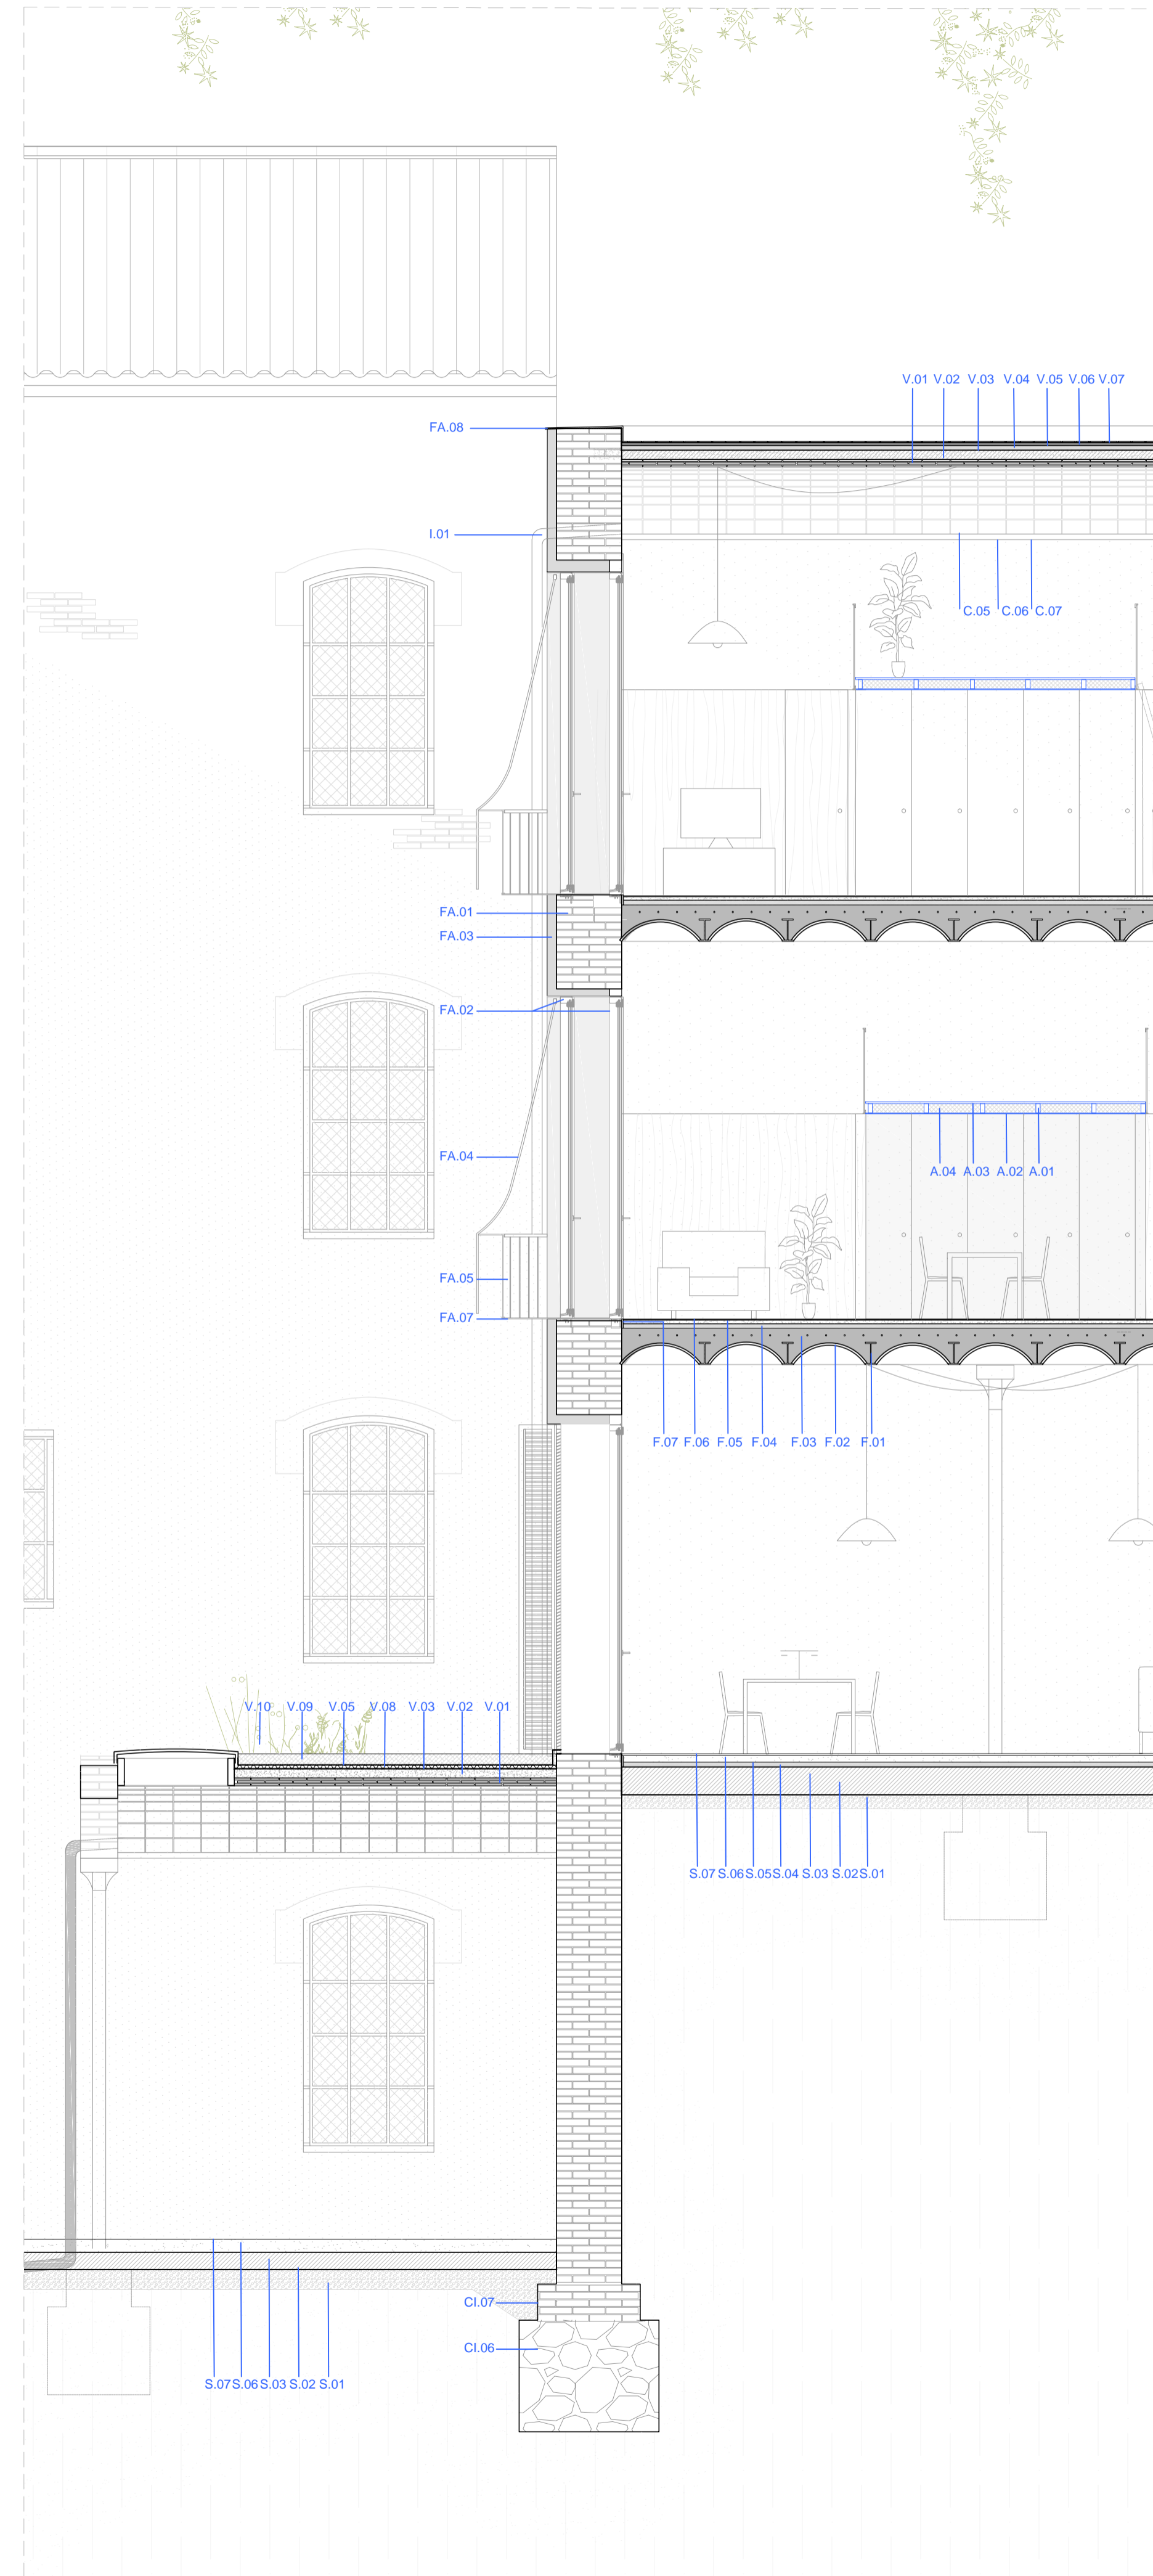 V.01 V.02 V.03 V.04 V.05 V.06 V.07
FA.08
I.01
C.05 C.06 C.07
FA.01
FA.03
FA.02
FA.04
A.04 A.03 A.02 A.01
FA.05
FA.07
F.07 F.06 F.05 F.04 F.03 F.02 F.01
V.10 V.09 V.05 V.08 V.03 V.02 V.01
S.07 S.06 S.05 S.04 S.03 S.02 S.01
CI.07
CI.06
S.07 S.06 S.03 S.02 S.01